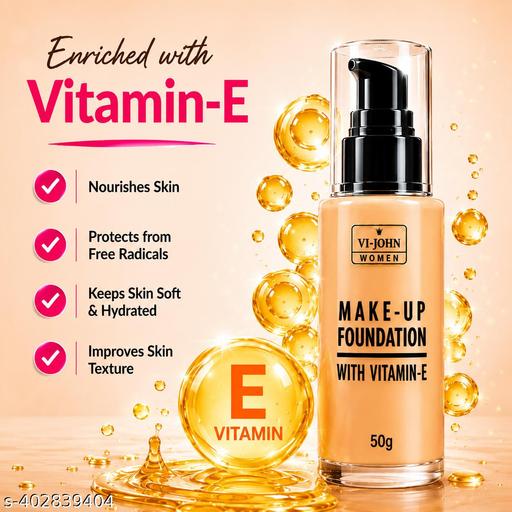 Enriched with
Vitamin-E
Nourishes Skin
Protects from
Free Radicals
Keeps Skin Soft
& Hydrated
Improves Skin
Texture
E
VITAMIN
VI-JOHN
WOMEN
MAKE-UP
FOUNDATION
WITH VITAMIN-E
50g
s-402839404